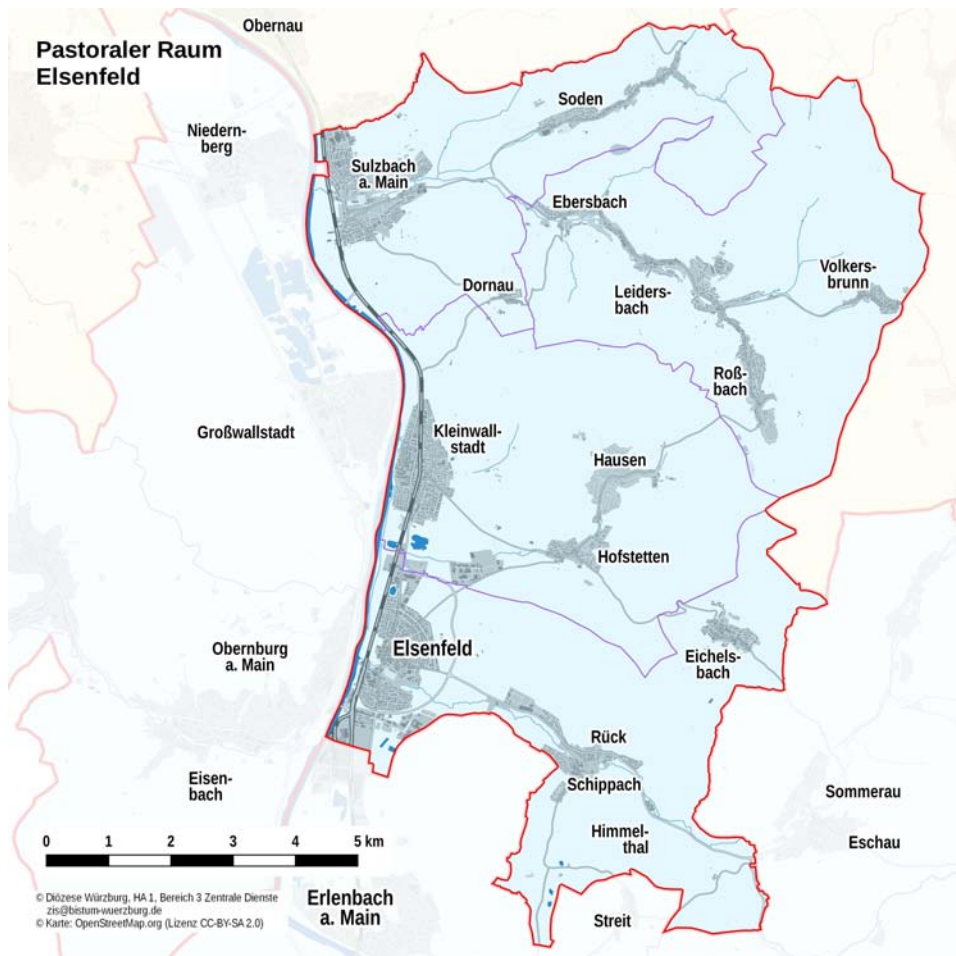 Pastoraler Raum
Elsenfeld
Obernau
Niedern-
berg
Soden
Sulzbach
a. Main
Ebersbach
Volkers-
brunn
Dornau
Leiders-
bach
Roß-
bach
Großwallstadt
Kleinwall-
stadt
Hausen
Hofstetten
Obernburg
a. Main
Elsenfeld
Eichels-
bach
Rück
Eisen-
bach
Schippach
Sommerau
Himmel-
thal
Eschau
0 1 2 3 4 5 km
Erlenbach
a. Main
Streit
© Diözese Würzburg, HA 1, Bereich 3 Zentrale Dienste
zis@bistum-wuerzburg.de
© Karte: OpenStreetMap.org (Lizenz CC-BY-SA 2.0)